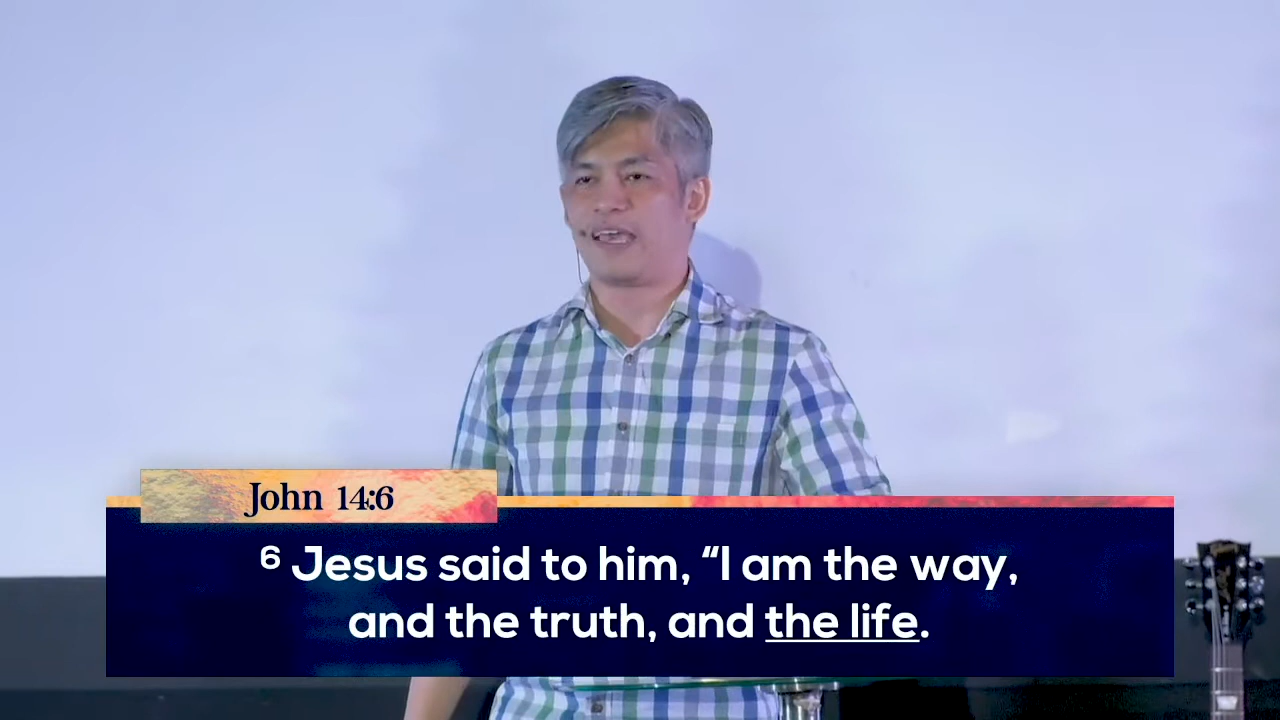 John 14:6
⁶ Jesus said to him, “I am the way,
and the truth, and the life.